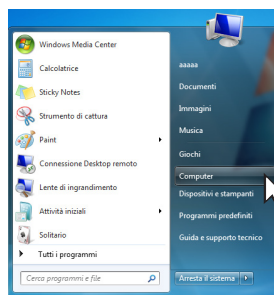 Windows Media Center
Calcolatrice
Sticky Notes
Strumento di cattura
Paint
Connessione Desktop remoto
Lente di ingrandimento
Attività iniziali
Solitario
Tutti i programmi
Cerca programmi e file
aaaaa
Documenti
Immagini
Musica
Giochi
Computer
Dispositivi e stampanti
Programmi predefiniti
Guida e supporto tecnico
Arresta il sistema